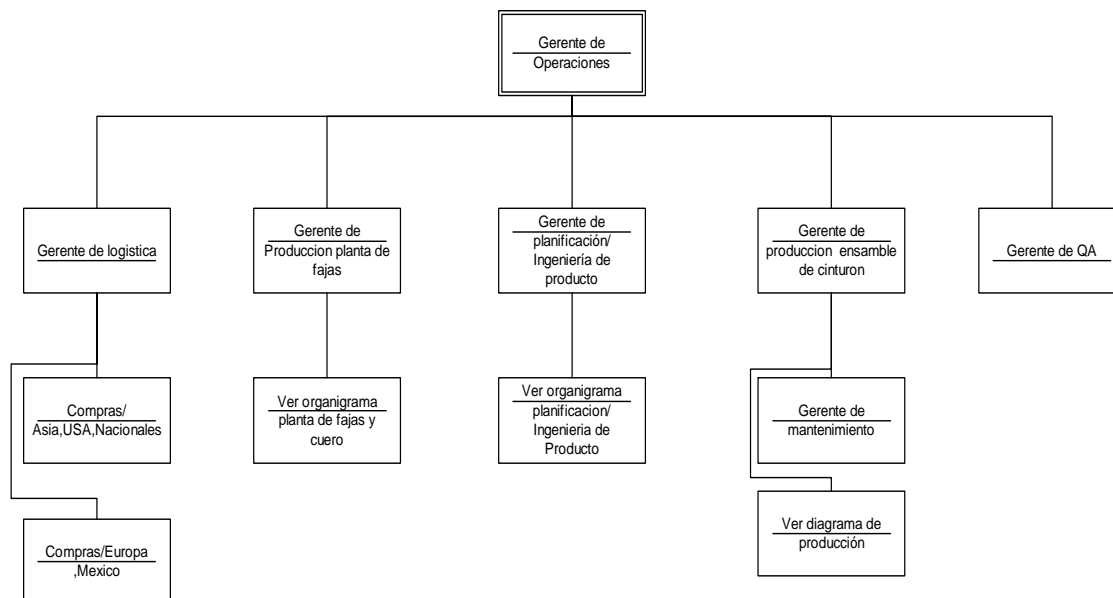 Gerente de
Operaciones
Gerente de logistica
Gerente de
Produccion planta de
fajas
Gerente de
planificación/
Ingeniería de
producto
Gerente de
produccion ensamble
de cinturon
Gerente de QA
Compras/
Asia,USA,Nacionales
Ver organigrama
planta de fajas y
cuero
Ver organigrama
planificacion/
Ingenieria de
Producto
Gerente de
mantenimiento
Compras/Europa
,Mexico
Ver diagrama de
producción